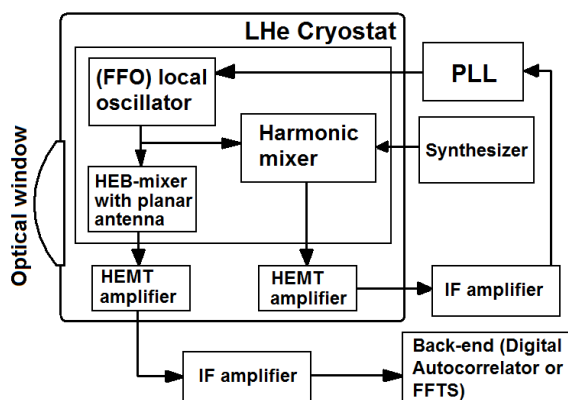 LHe Cryostat
(FFO) local
oscillator
PLL
Harmonic
mixer
Synthesizer
HEB-mixer
with planar
antenna
Optical window
HEMT
amplifier
HEMT
amplifier
IF amplifier
IF amplifier
Back-end (Digital
Autocorrelator or
FFTS)